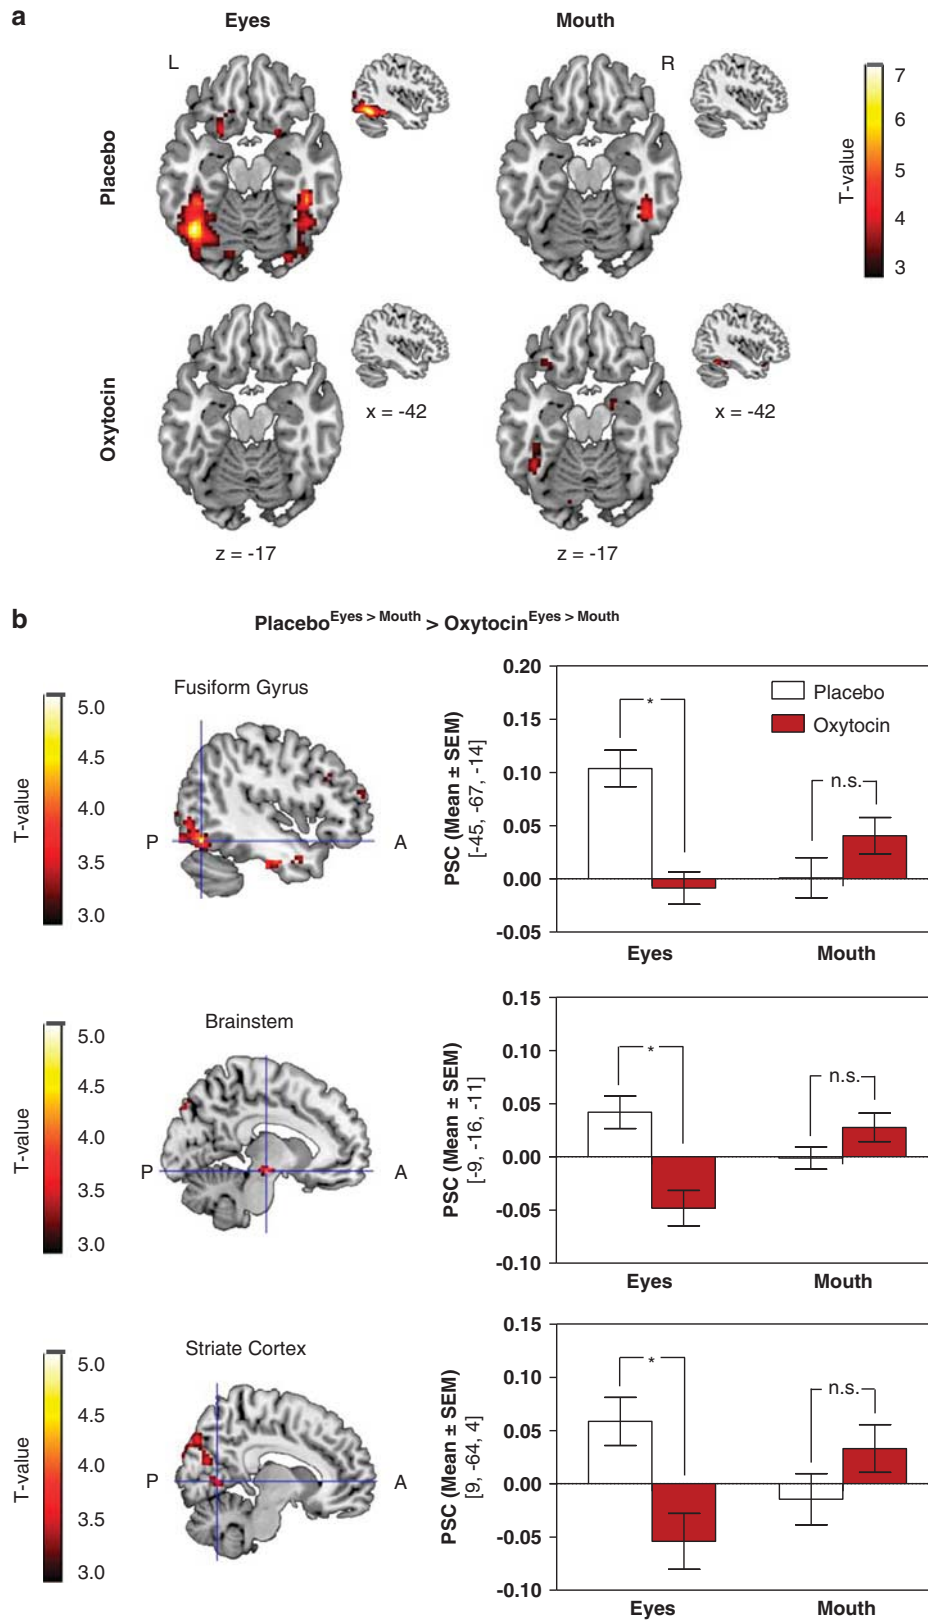 a
Eyes
Mouth
L
R
Placebo
T-value
7
6
5
4
3
Oxytocin
x = -42
x = -42
z = -17
z = -17
b
Placebo^Eyes > Mouth > Oxytocin^Eyes > Mouth
Fusiform Gyrus
T-value
5.0
4.5
4.0
3.5
3.0
P
A
PSC (Mean ± SEM)
[-45, -67, -14]
0.20
0.15
0.10
0.05
0.00
-0.05
Placebo
Oxytocin
*
n.s.
Eyes
Mouth
Brainstem
T-value
5.0
4.5
4.0
3.5
3.0
P
A
PSC (Mean ± SEM)
[-9, -16, -11]
0.15
0.10
0.05
0.00
-0.05
-0.10
*
n.s.
Eyes
Mouth
Striate Cortex
T-value
5.0
4.5
4.0
3.5
3.0
P
A
PSC (Mean ± SEM)
[9, -64, 4]
0.15
0.10
0.05
0.00
-0.05
-0.10
*
n.s.
Eyes
Mouth